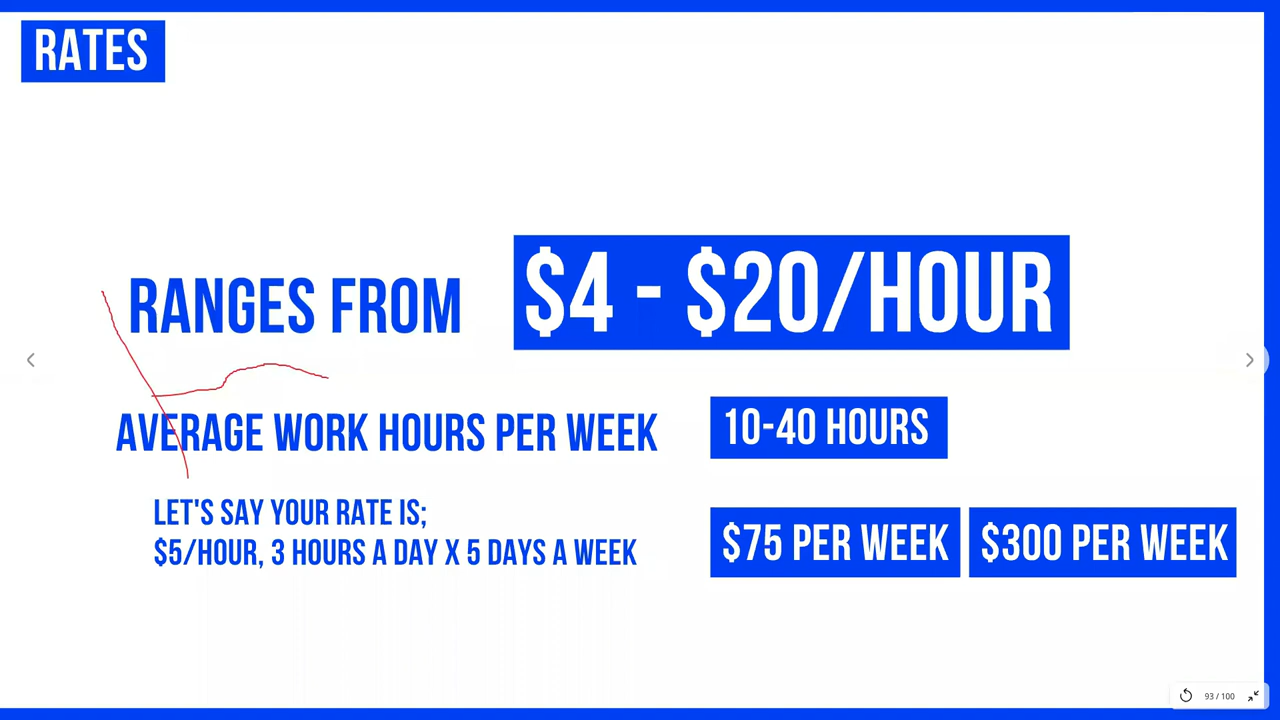 RATES
RANGES FROM $4 - $20/HOUR
AVERAGE WORK HOURS PER WEEK 10-40 HOURS
LET'S SAY YOUR RATE IS;
$5/HOUR, 3 HOURS A DAY X 5 DAYS A WEEK
$75 PER WEEK $300 PER WEEK
93 / 100